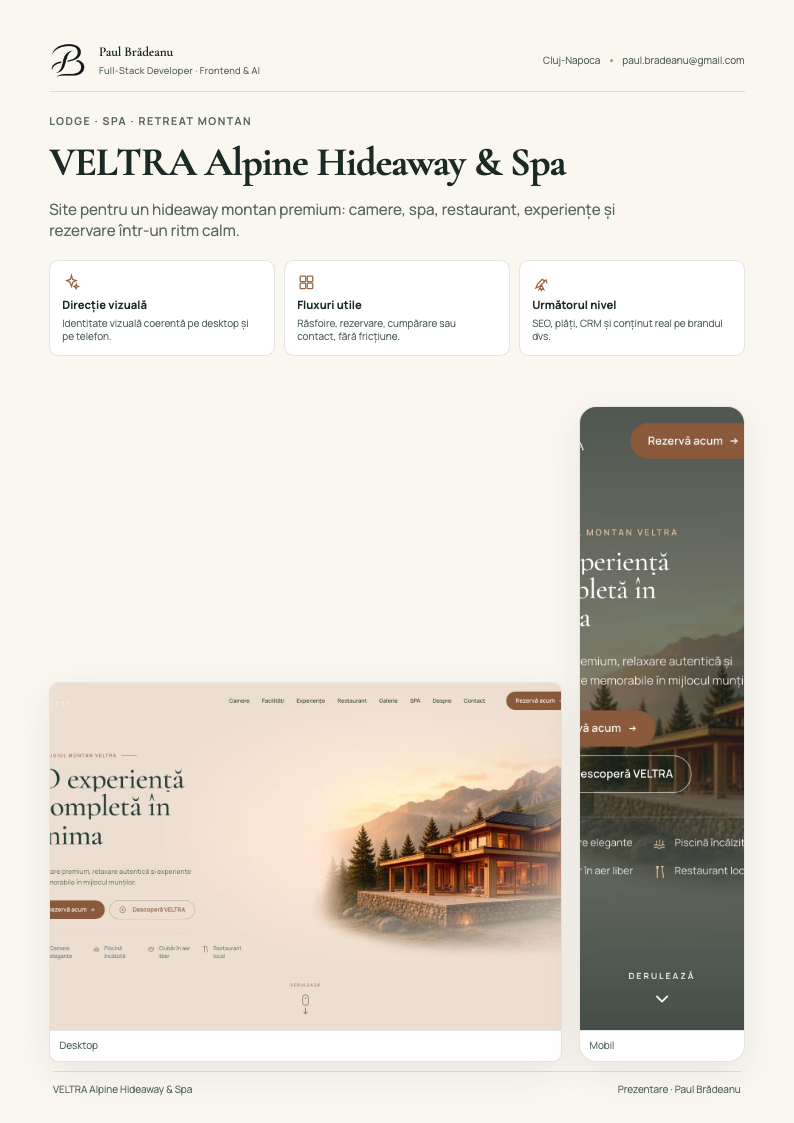 B
Paul Brădeanu
Full-Stack Developer · Frontend & AI
Cluj-Napoca • paul.bradeanu@gmail.com
LODGE · SPA · RETREAT MONTAN
VELTRA Alpine Hideaway & Spa
Site pentru un hideaway montan premium: camere, spa, restaurant, experiențe și
rezervare într-un ritm calm.
Direcție vizuală
Identitate vizuală coerentă pe desktop și
pe telefon.
Fluxuri utile
Răsfoire, rezervare, cumpărare sau
contact, fără fricțiune.
Următorul nivel
SEO, plăți, CRM și conținut real pe brandul
dvs.
Camere Facilități Experiențe Restaurant Galerie SPA Despre Contact
Rezervă acum →
MONTAN VELTRA
O experiență
ompletă în
nima
are premium, relaxare autentică și experiențe
morabile în mijlocul munților.
Rezervă acum →
Descoperă VELTRA
Camere
elegante
Piscină
încălzită
Ciubăr în aer
liber
Restaurant
local
DERULEAZĂ
Desktop
Rezervă acum →
MONTAN VELTRA
periență
pletă în
a
emium, relaxare autentică și
e memorabile în mijlocul munți
vă acum →
escoperă VELTRA
re elegante
Piscină încălzit
r în aer liber
Restaurant loc
DERULEAZĂ
Mobil
VELTRA Alpine Hideaway & Spa
Prezentare · Paul Brădeanu